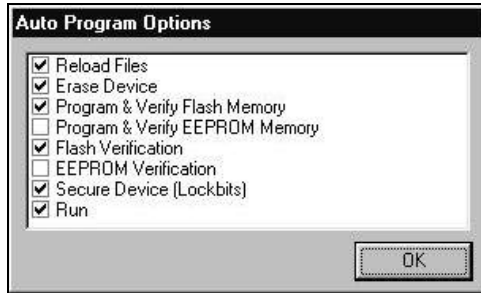 Auto Program Options
Reload Files
Erase Device
Program & Verify Flash Memory
Program & Verify EEPROM Memory
Flash Verification
EEPROM Verification
Secure Device (Lockbits)
Run
OK